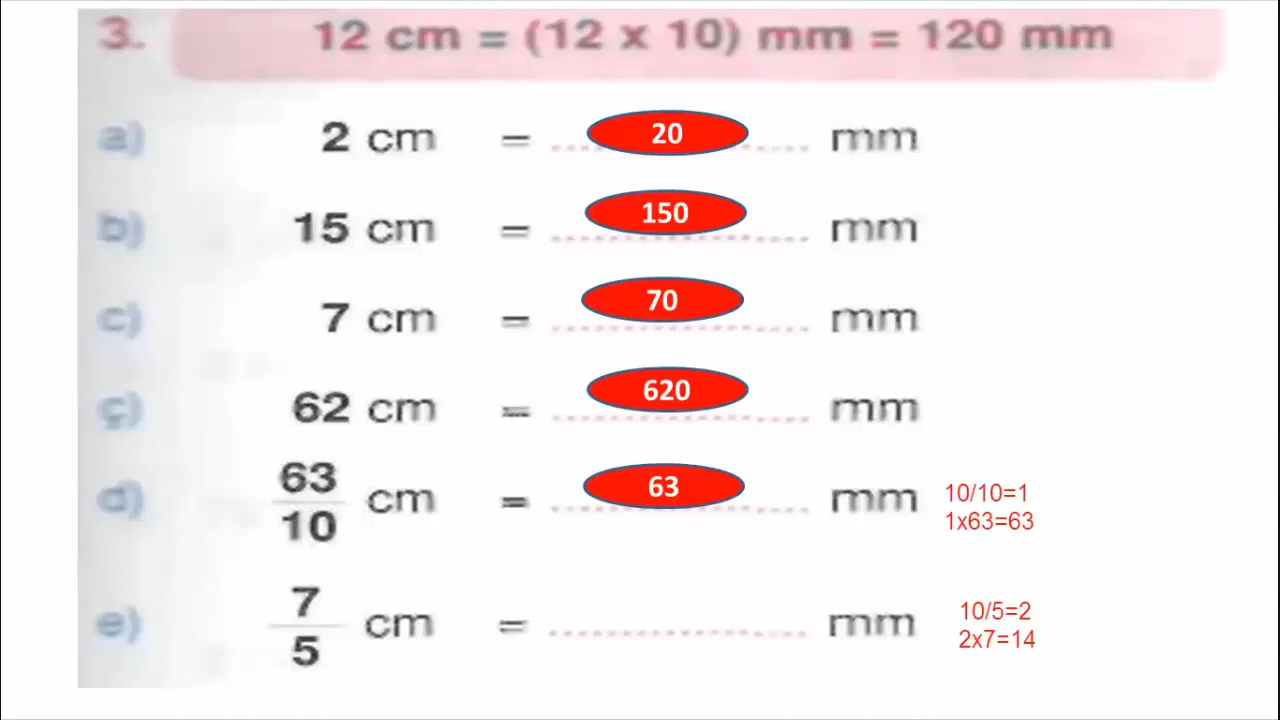 3. 12 cm = (12 x 10) mm = 120 mm
a) 2 cm = ..... 20 ..... mm
b) 15 cm = ..... 150 ..... mm
c) 7 cm = ..... 70 ..... mm
ç) 62 cm = ..... 620 ..... mm
d) 63/10 cm = ..... 63 ..... mm
10/10=1
1x63=63
e) 7/5 cm = .......... mm
10/5=2
2x7=14